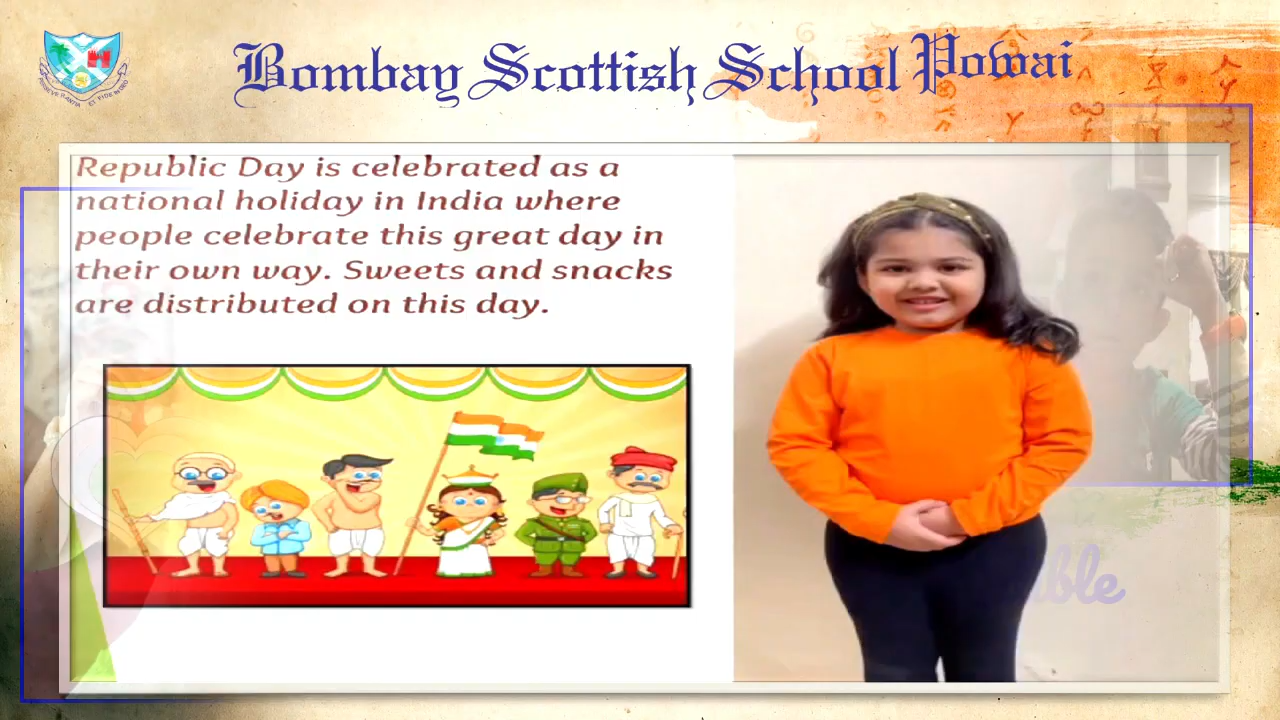 Bombay Scottish School Powai
Republic Day is celebrated as a
national holiday in India where
people celebrate this great day in
their own way. Sweets and snacks
are distributed on this day.